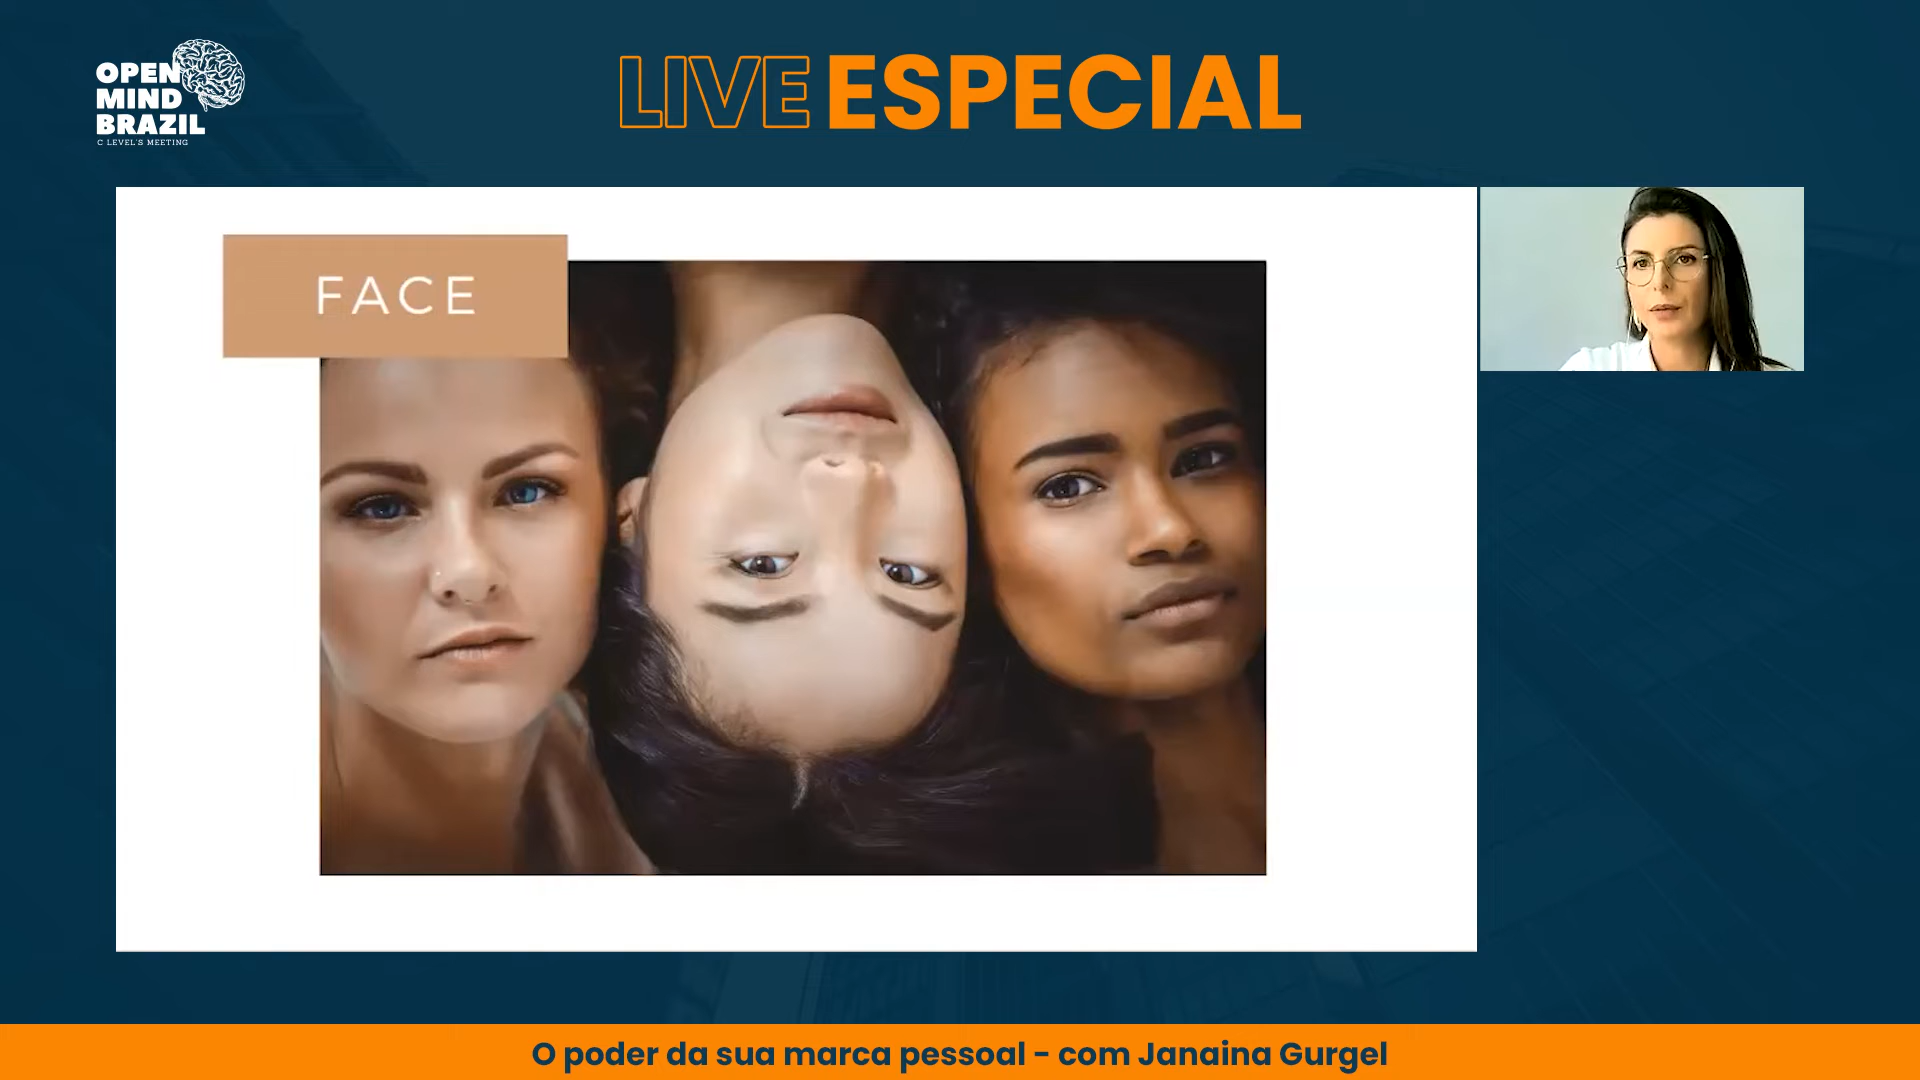 OPEN
MIND
BRAZIL
C LEVEL'S MEETING
LIVE ESPECIAL
FACE
O poder da sua marca pessoal - com Janaina Gurgel